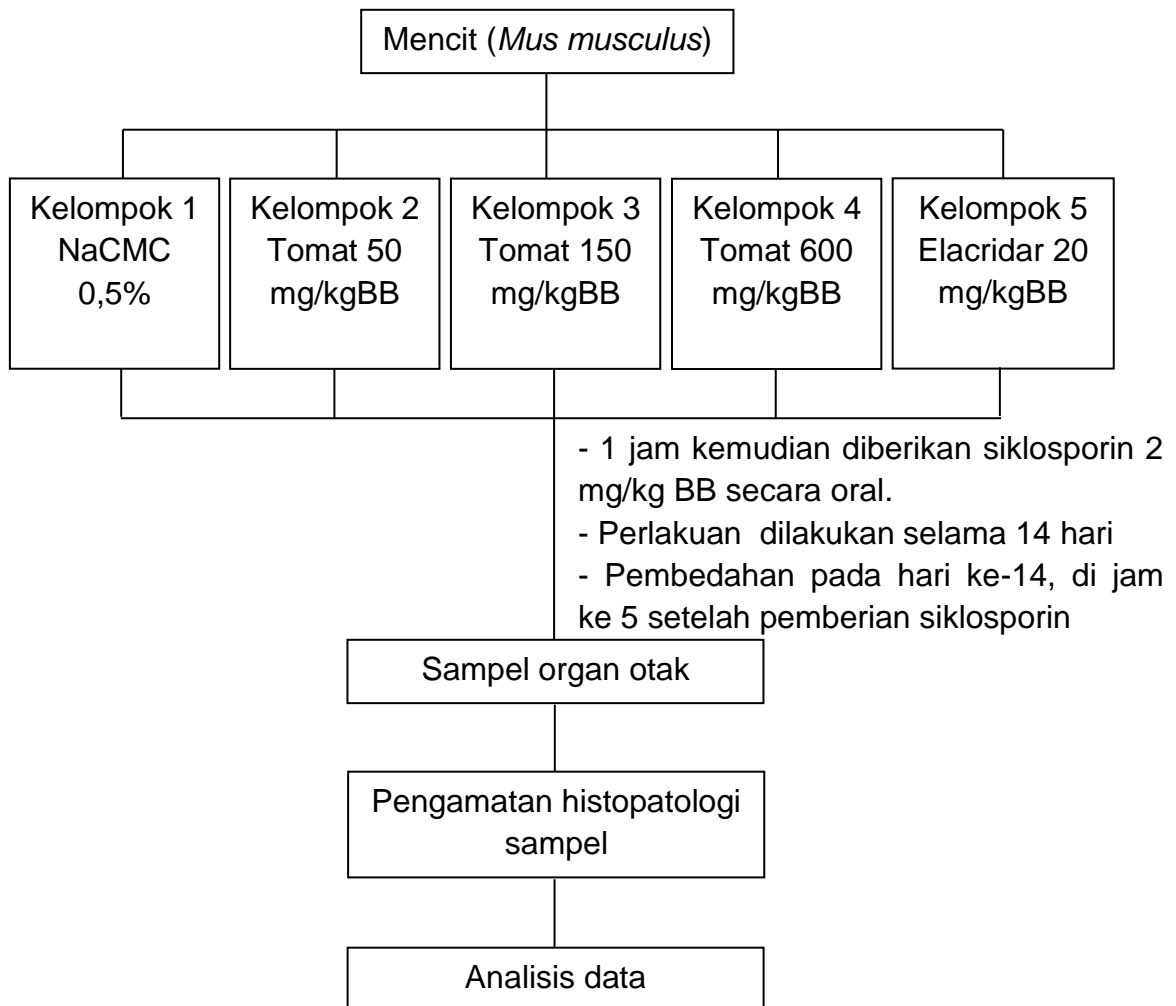 Mencit (Mus musculus)
Kelompok 1
NaCMC
0,5%
Kelompok 2
Tomat 50
mg/kgBB
Kelompok 3
Tomat 150
mg/kgBB
Kelompok 4
Tomat 600
mg/kgBB
Kelompok 5
Elacridar 20
mg/kgBB
- 1 jam kemudian diberikan siklosporin 2
mg/kg BB secara oral.
- Perlakuan dilakukan selama 14 hari
- Pembedahan pada hari ke-14, di jam
ke 5 setelah pemberian siklosporin
Sampel organ otak
Pengamatan histopatologi
sampel
Analisis data